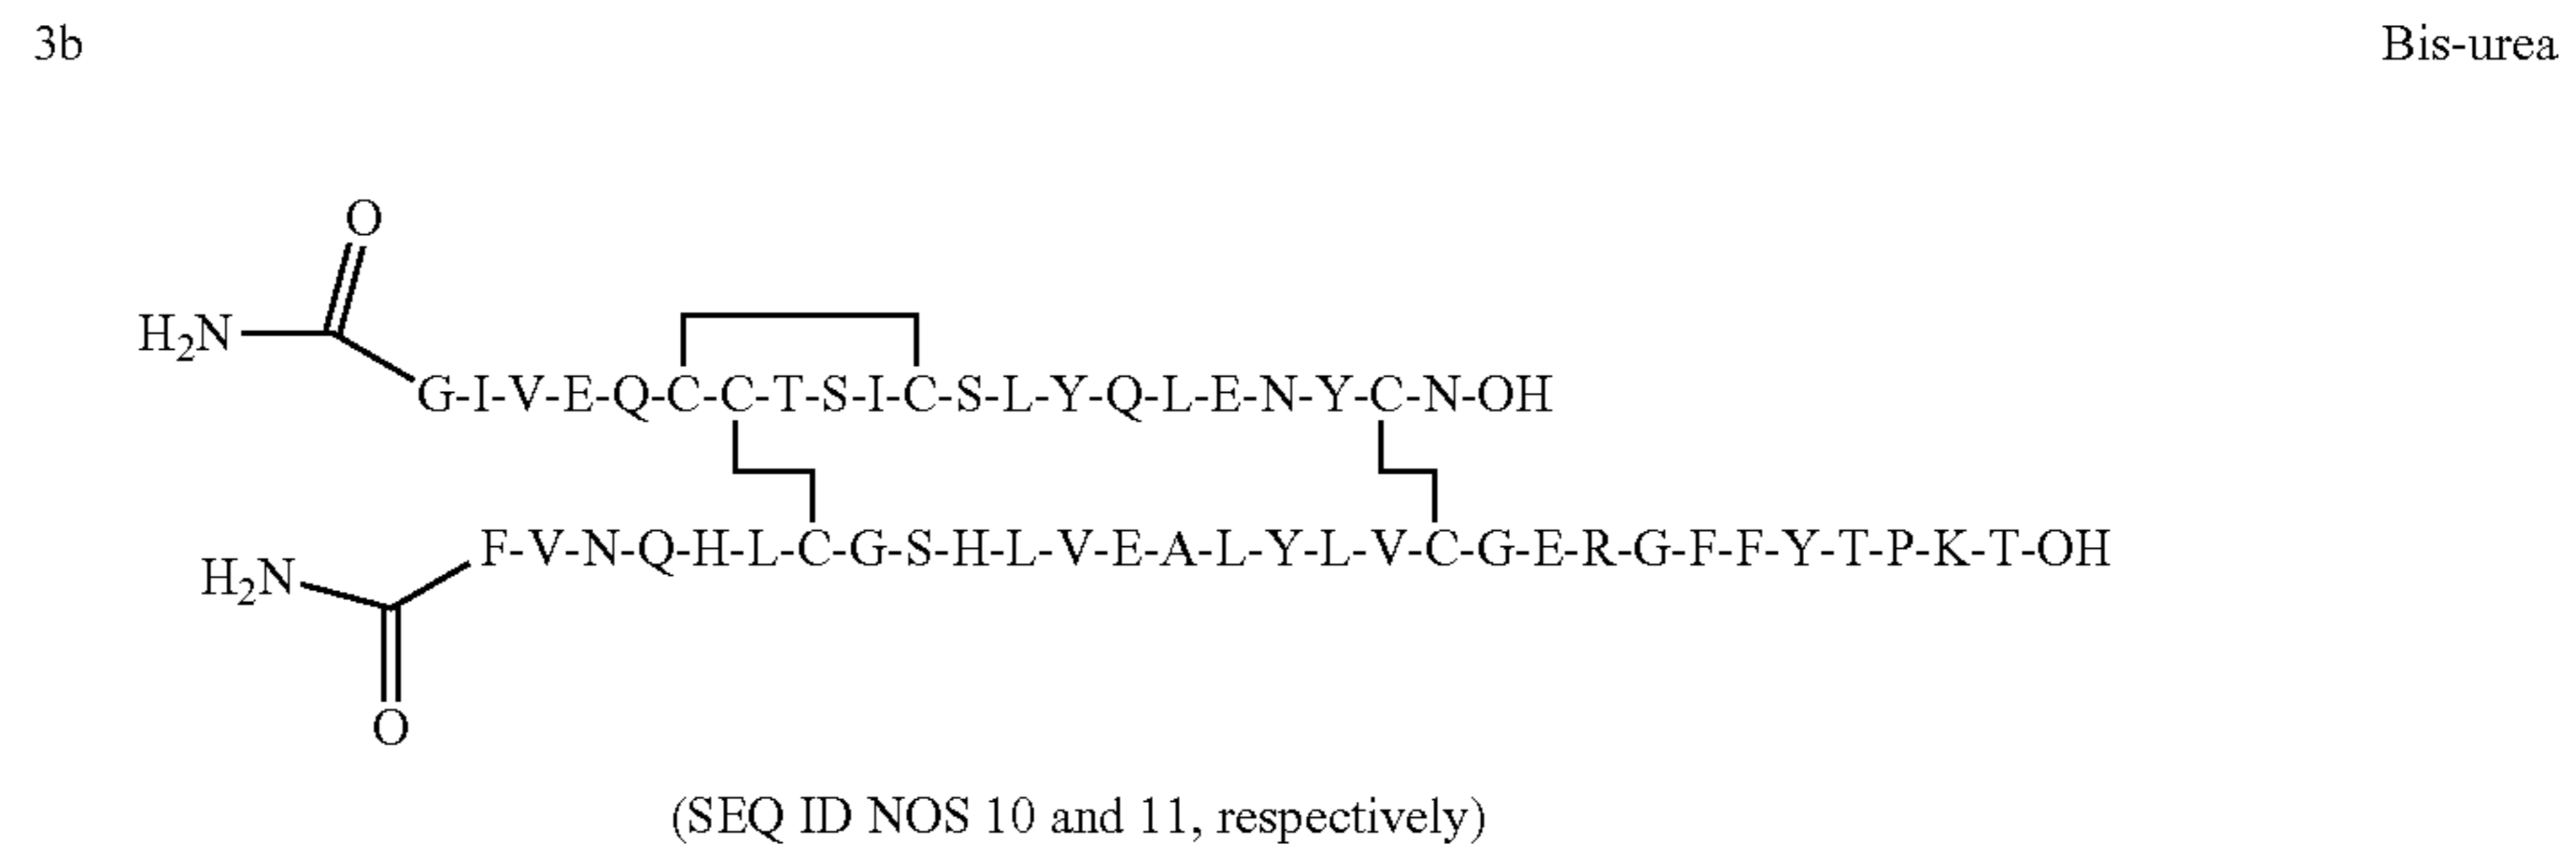 3b Bis-urea
O
H₂N
G-I-V-E-Q-C-C-T-S-I-C-S-L-Y-Q-L-E-N-Y-C-N-OH
F-V-N-Q-H-L-C-G-S-H-L-V-E-A-L-Y-L-V-C-G-E-R-G-F-F-Y-T-P-K-T-OH
H₂N
O
(SEQ ID NOS 10 and 11, respectively)